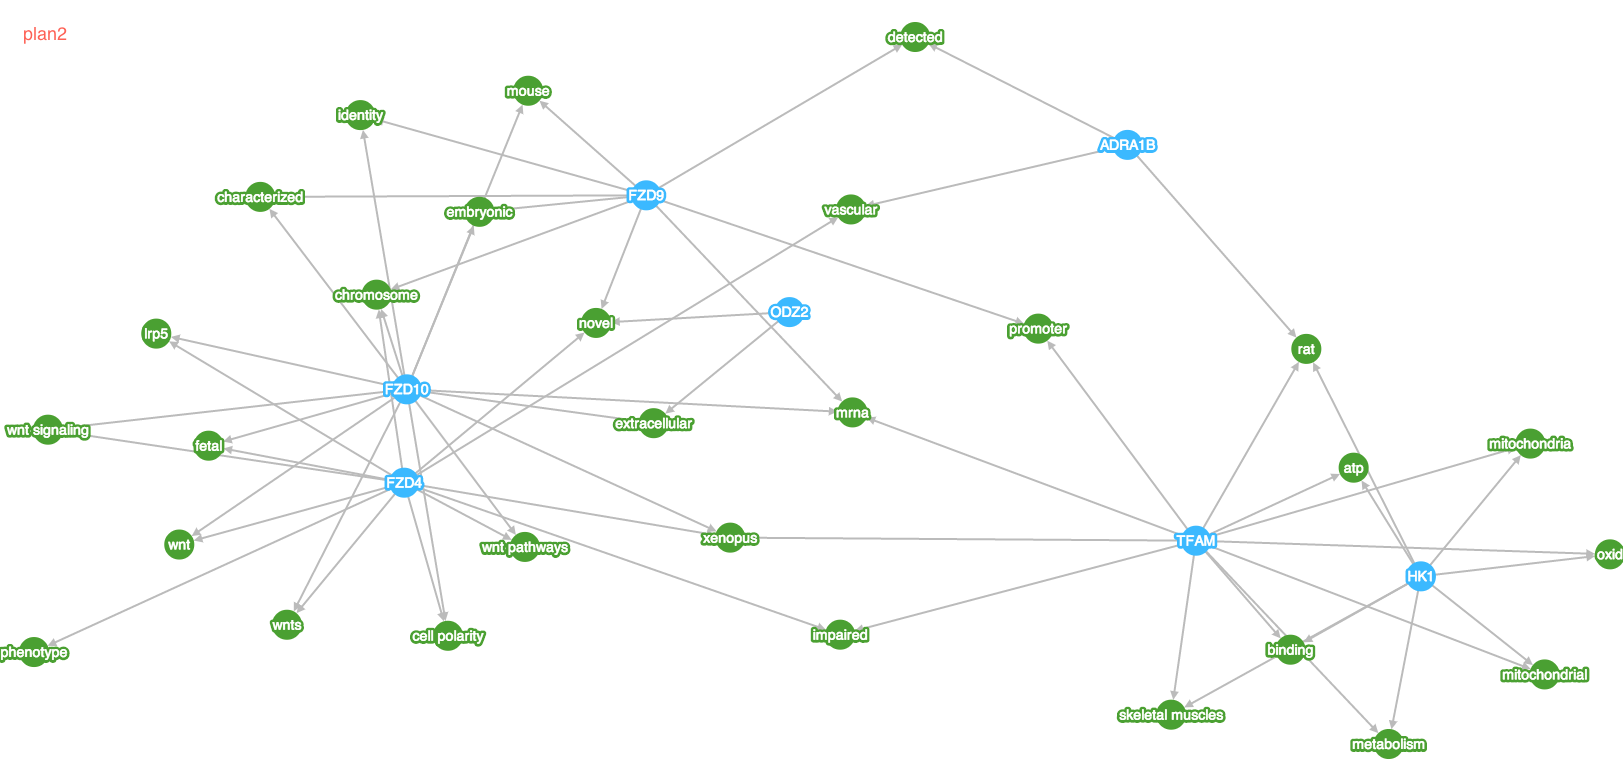 plan2
detected
mouse
identity
ADRA1B
characterized
FZD9
embryonic
vascular
chromosome
ODZ2
novel
promoter
lrp5
rat
FZD10
mrna
extracellular
wnt signaling
fetal
mitochondria
atp
FZD4
xenopus
TFAM
wnt
wnt pathways
oxid
HK1
wnts
cell polarity
impaired
binding
phenotype
mitochondrial
skeletal muscles
metabolism